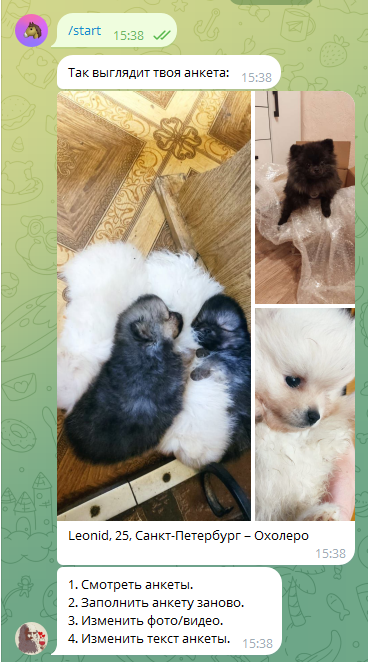 /start 15:38
Так выглядит твоя анкета: 15:38
Leonid, 25, Санкт-Петербург – Охолеро
15:38
1. Смотреть анкеты.
2. Заполнить анкету заново.
3. Изменить фото/видео.
4. Изменить текст анкеты. 15:38